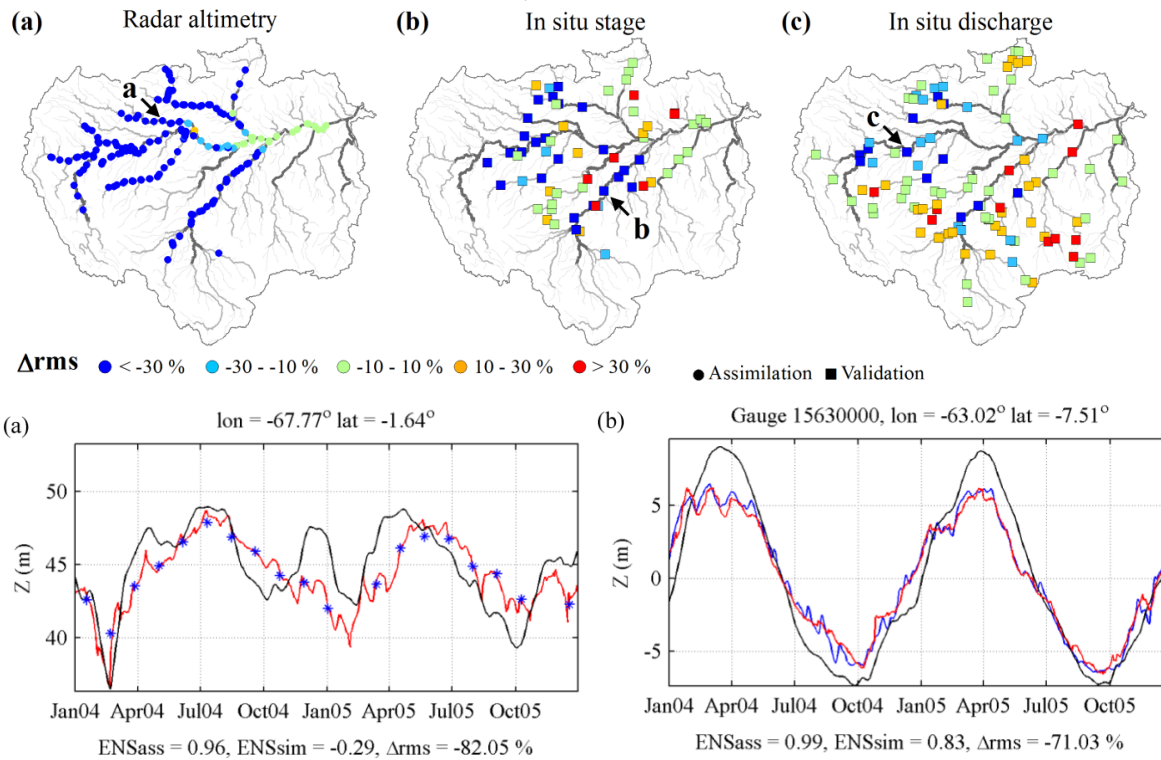 (a) Radar altimetry (b) In situ stage (c) In situ discharge
a
b
c
Δrms < -30 % -30 - -10 % -10 - 10 % 10 - 30 % > 30 % Assimilation Validation
(a) lon = -67.77° lat = -1.64°
Z (m)
50
45
40
Jan04 Apr04 Jul04 Oct04 Jan05 Apr05 Jul05 Oct05
ENSass = 0.96, ENSsim = -0.29, Δrms = -82.05 %
(b) Gauge 15630000, lon = -63.02° lat = -7.51°
Z (m)
5
0
-5
Jan04 Apr04 Jul04 Oct04 Jan05 Apr05 Jul05 Oct05
ENSass = 0.99, ENSsim = 0.83, Δrms = -71.03 %